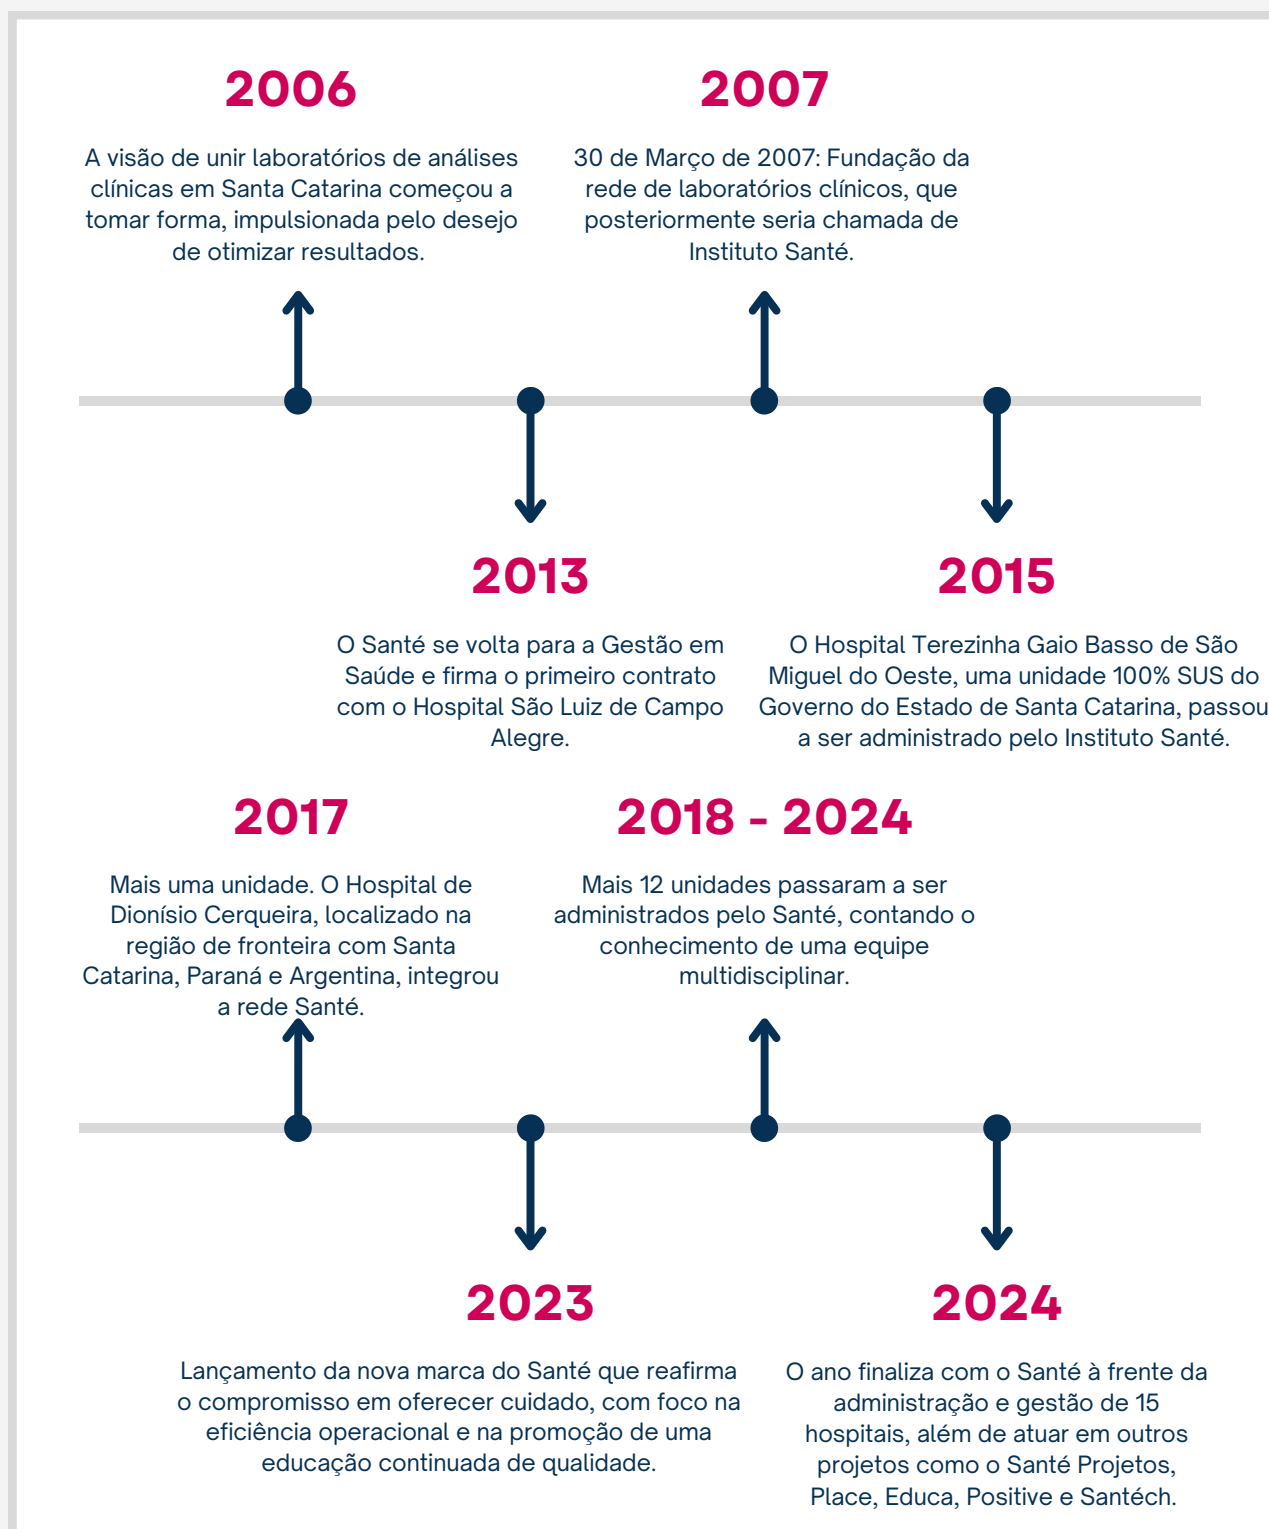 2006
A visão de unir laboratórios de análises
clínicas em Santa Catarina começou a
tomar forma, impulsionada pelo desejo
de otimizar resultados.
2007
30 de Março de 2007: Fundação da
rede de laboratórios clínicos, que
posteriormente seria chamada de
Instituto Santé.
2013
O Santé se volta para a Gestão em
Saúde e firma o primeiro contrato
com o Hospital São Luiz de Campo
Alegre.
2015
O Hospital Terezinha Gaio Basso de São
Miguel do Oeste, uma unidade 100% SUS do
Governo do Estado de Santa Catarina, passou
a ser administrado pelo Instituto Santé.
2017
Mais uma unidade. O Hospital de
Dionísio Cerqueira, localizado na
região de fronteira com Santa
Catarina, Paraná e Argentina, integrou
a rede Santé.
2018 - 2024
Mais 12 unidades passaram a ser
administrados pelo Santé, contando o
conhecimento de uma equipe
multidisciplinar.
2023
Lançamento da nova marca do Santé que reafirma
o compromisso em oferecer cuidado, com foco na
eficiência operacional e na promoção de uma
educação continuada de qualidade.
2024
O ano finaliza com o Santé à frente da
administração e gestão de 15
hospitais, além de atuar em outros
projetos como o Santé Projetos,
Place, Educa, Positive e Santéch.